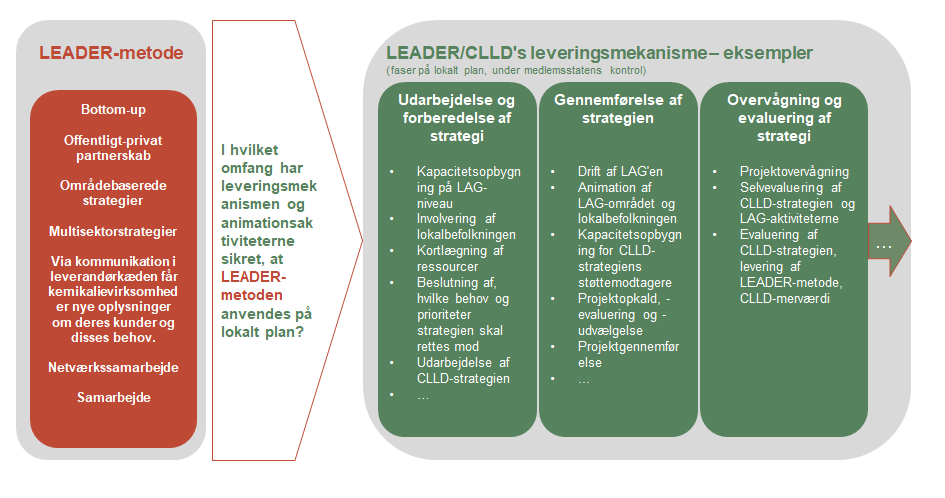 LEADER-metode
Bottom-up
Offentligt-privat
partnerskab
Områdebaserede
strategier
Multisektorstrategier
Via kommunikation i
leverandørkæden får
kemikalievirksomhed
er nye oplysninger
om deres kunder og
disses behov.
Netværkssamarbejde
Samarbejde
I hvilket
omfang har
leveringsmek
anismen og
animationsak
tiviteterne
sikret, at
LEADER-
metoden
anvendes på
lokalt plan?
LEADER/CLLD's leveringsmekanisme – eksempler
(faser på lokalt plan, under medlemsstatens kontrol)
Udarbejdelse og
forberedelse af
strategi
• Kapacitetsopbygn
ing på LAG-
niveau
• Involvering af
lokalbefolkningen
• Kortlægning af
ressourcer
• Beslutning af,
hvilke behov og
prioriteter
strategien skal
rettes mod
• Udarbejdelse af
CLLD-strategien
• …
Gennemførelse af
strategien
• Drift af LAG'en
• Animation af
LAG-området og
lokalbefolkningen
• Kapacitetsopbyg
ning for CLLD-
strategiens
støttemodtagere
• Projektopkald, -
evaluering og -
udvælgelse
• Projektgennemfør
else
• …
Overvågning og
evaluering af
strategi
• Projektovervågning
• Selvevaluering af
CLLD-strategien og
LAG-aktiviteterne
• Evaluering af
CLLD-strategien,
levering af
LEADER-metode,
CLLD-merværdi
…